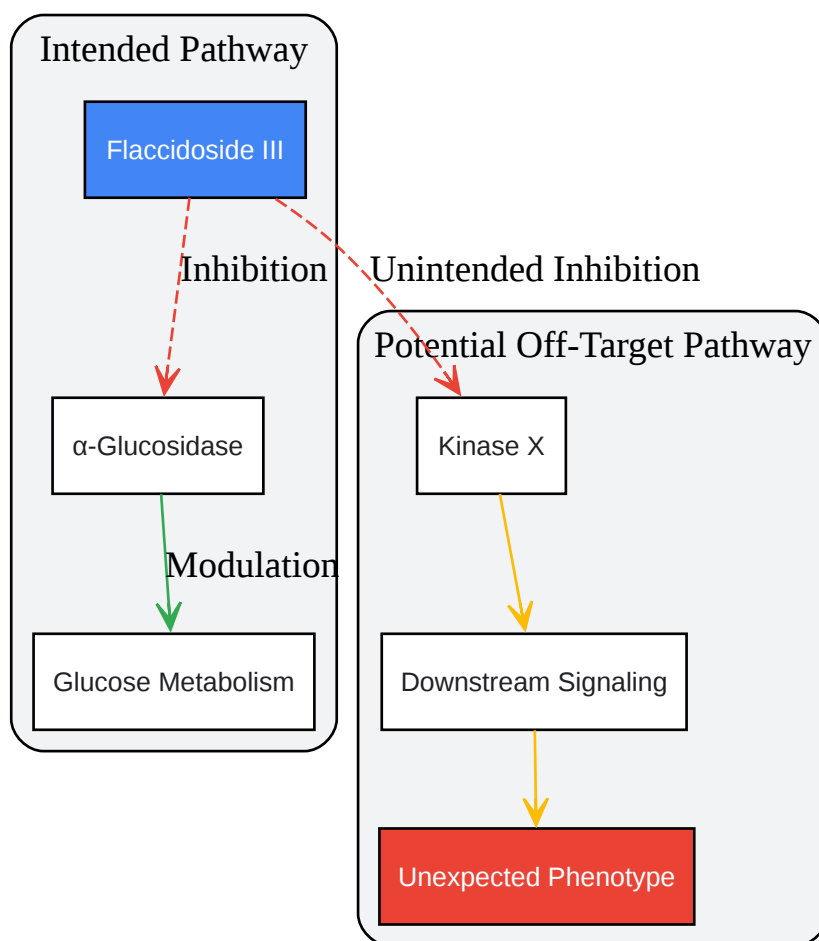 Intended Pathway
Flaccidoside III
Inhibition
Unintended Inhibition
Potential Off-Target Pathway
α-Glucosidase
Kinase X
Modulation
Glucose Metabolism
Downstream Signaling
Unexpected Phenotype